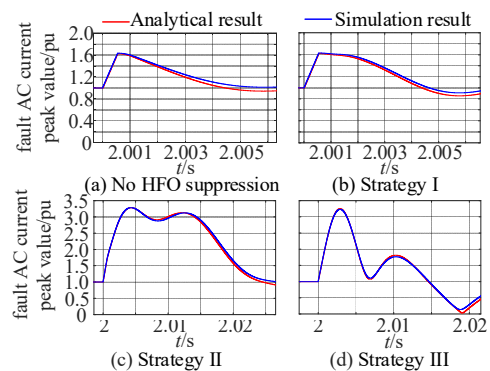 Analytical result Simulation result
fault AC current
peak value/pu
2.0
1.6
1.2
0.8
0.4
0
2.001 2.003 2.005 2.001 2.003 2.005
t/s t/s
(a) No HFO suppression (b) Strategy I
fault AC current
peak value/pu
3.5
3.0
2.5
2.0
1.5
1.0
0.5
0
2 2.01 2.02 2 2.01 2.02
t/s t/s
(c) Strategy II (d) Strategy III